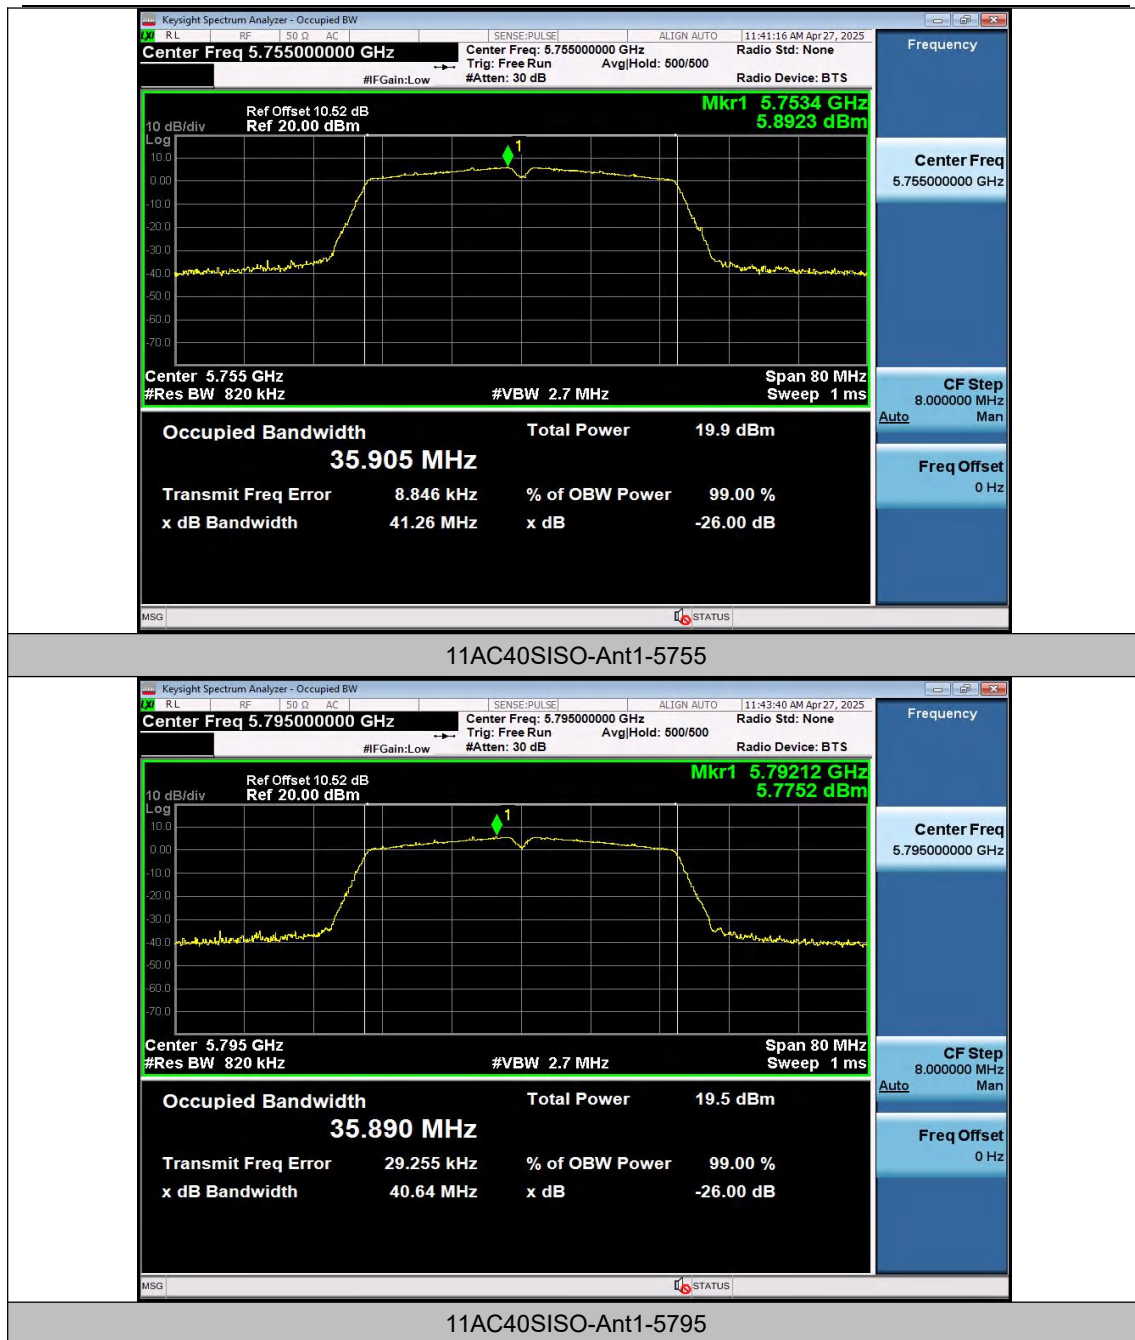 Keysight Spectrum Analyzer - Occupied BW
LXI RL RF 50 Ω AC SENSE:PULSE ALIGN AUTO 11:41:16 AM Apr 27, 2025
Center Freq 5.755000000 GHz
Center Freq: 5.755000000 GHz Radio Std: None
Trig: Free Run Avg|Hold: 500/500
#IFGain:Low #Atten: 30 dB Radio Device: BTS
Frequency
Mkr1 5.7534 GHz
5.8923 dBm
Ref Offset 10.52 dB
10 dB/div Ref 20.00 dBm
Log
1
10.0
0.00
-10.0
-20.0
-30.0
-40.0
-50.0
-60.0
-70.0
Center Freq
5.755000000 GHz
Center 5.755 GHz Span 80 MHz
#Res BW 820 kHz #VBW 2.7 MHz Sweep 1 ms
CF Step
8.000000 MHz
Auto Man
Occupied Bandwidth Total Power 19.9 dBm
35.905 MHz
Freq Offset
0 Hz
Transmit Freq Error 8.846 kHz % of OBW Power 99.00 %
x dB Bandwidth 41.26 MHz x dB -26.00 dB
MSG STATUS
11AC40SISO-Ant1-5755
Keysight Spectrum Analyzer - Occupied BW
LXI RL RF 50 Ω AC SENSE:PULSE ALIGN AUTO 11:43:40 AM Apr 27, 2025
Center Freq 5.795000000 GHz
Center Freq: 5.795000000 GHz Radio Std: None
Trig: Free Run Avg|Hold: 500/500
#IFGain:Low #Atten: 30 dB Radio Device: BTS
Frequency
Mkr1 5.79212 GHz
5.7752 dBm
Ref Offset 10.52 dB
10 dB/div Ref 20.00 dBm
Log
1
10.0
0.00
-10.0
-20.0
-30.0
-40.0
-50.0
-60.0
-70.0
Center Freq
5.795000000 GHz
Center 5.795 GHz Span 80 MHz
#Res BW 820 kHz #VBW 2.7 MHz Sweep 1 ms
CF Step
8.000000 MHz
Auto Man
Occupied Bandwidth Total Power 19.5 dBm
35.890 MHz
Freq Offset
0 Hz
Transmit Freq Error 29.255 kHz % of OBW Power 99.00 %
x dB Bandwidth 40.64 MHz x dB -26.00 dB
MSG STATUS
11AC40SISO-Ant1-5795